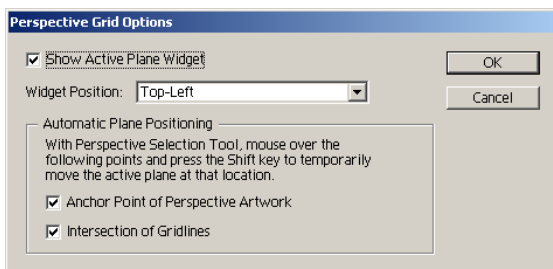 Perspective Grid Options
Show Active Plane Widget
OK
Widget Position: Top-Left
Cancel
Automatic Plane Positioning
With Perspective Selection Tool, mouse over the
following points and press the Shift key to temporarily
move the active plane at that location.
Anchor Point of Perspective Artwork
Intersection of Gridlines